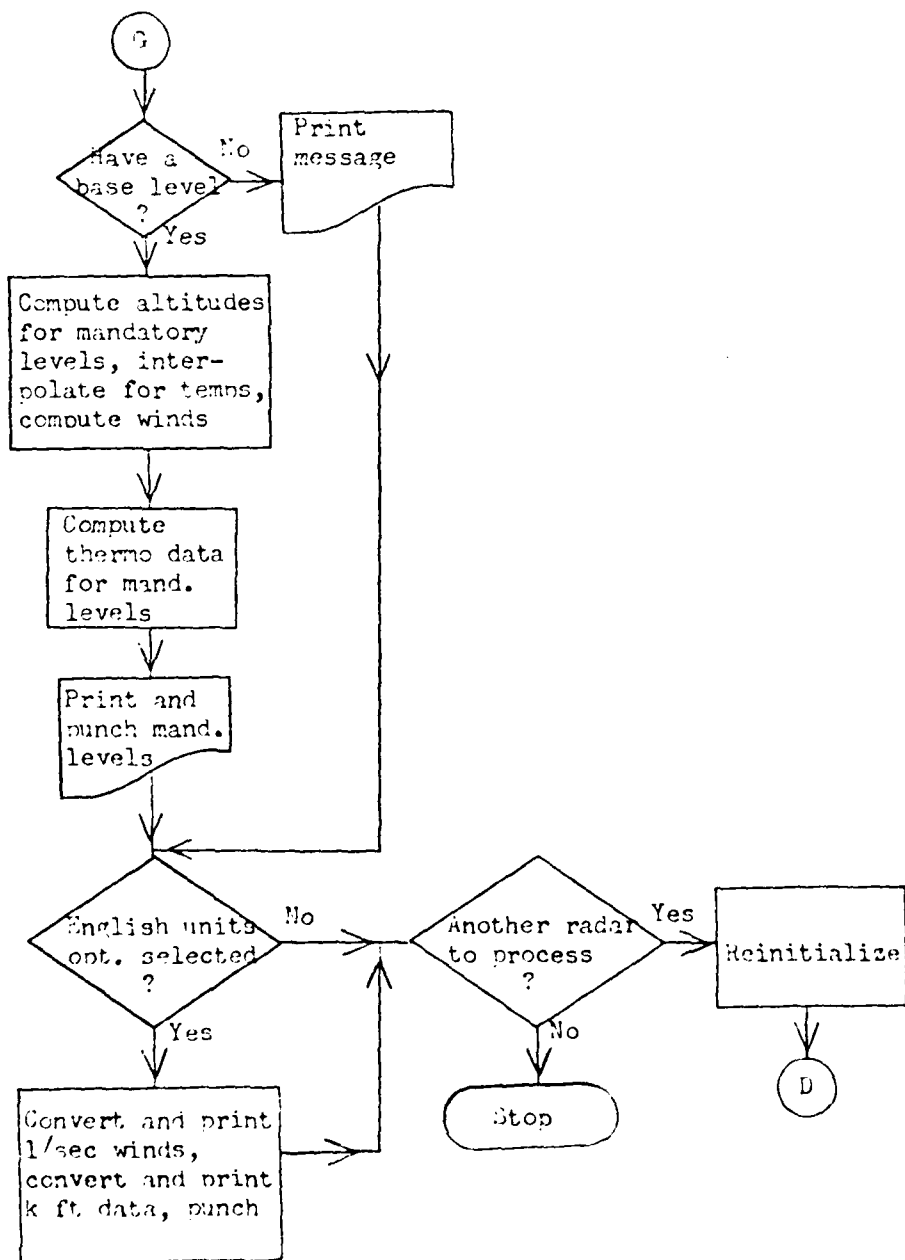 G
Have a
base level
?
No
Yes
Print
message
Compute altitudes
for mandatory
levels, inter-
polate for temps,
compute winds
Compute
thermo data
for mand.
levels
Print and
punch mand.
levels
English units
opt. selected
?
No
Yes
Another radar
to process
?
Yes
No
Reinitialize
D
Stop
Convert and print
1/sec winds,
convert and print
k ft data, punch